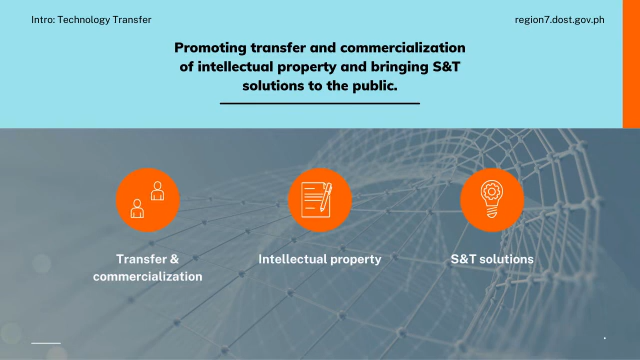 Intro: Technology Transfer
region7.dost.gov.ph
Promoting transfer and commercialization
of intellectual property and bringing S&T
solutions to the public.
Transfer &
commercialization
Intellectual property
S&T solutions